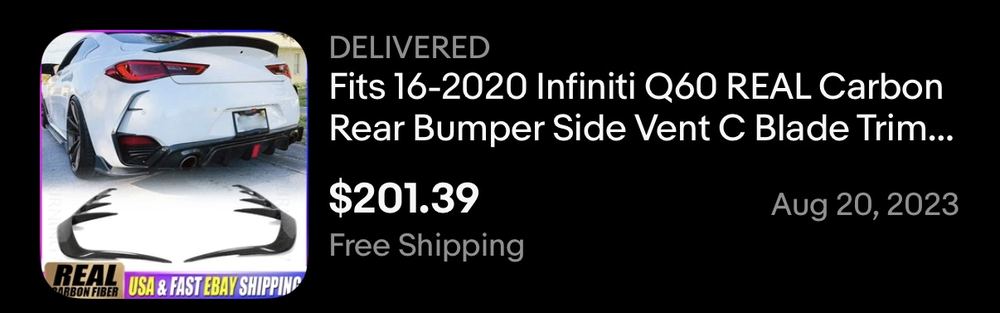 DELIVERED
Fits 16-2020 Infiniti Q60 REAL Carbon
Rear Bumper Side Vent C Blade Trim...
$201.39
Aug 20, 2023
Free Shipping
REAL
CARBON FIBER
USA & FAST EBAY SHIPPING